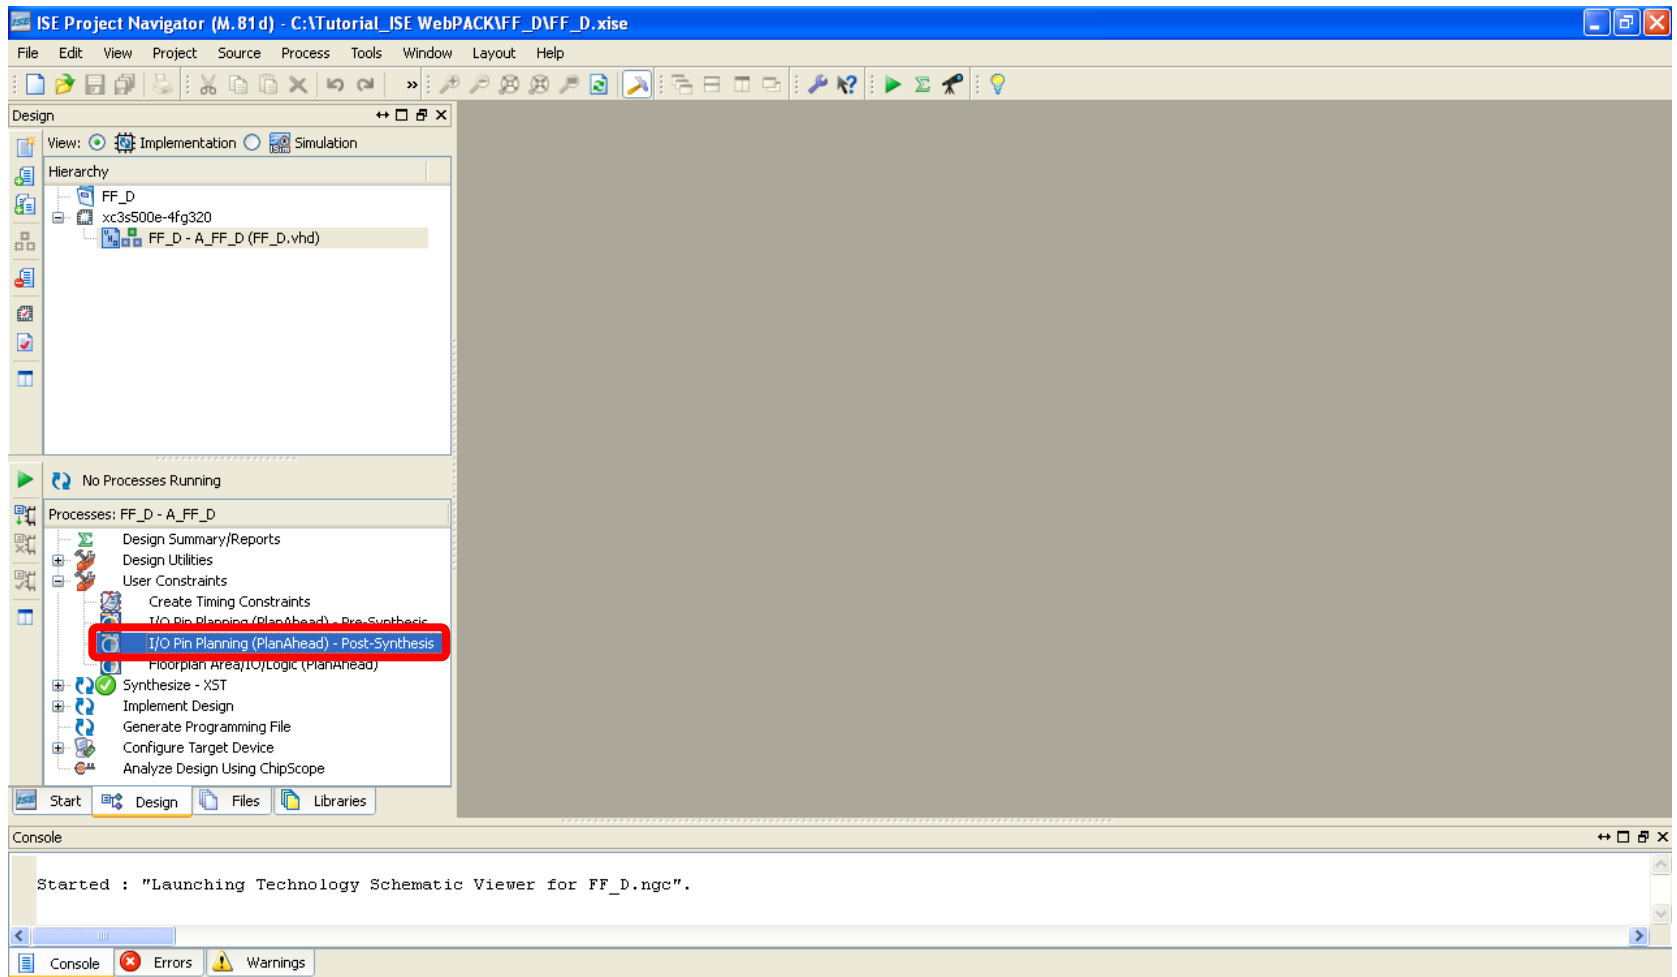 ISE Project Navigator (M.81d) - C:\Tutorial_ISE WebPACK\FF_D\FF_D.xise
File Edit View Project Source Process Tools Window Layout Help
Design
View: Implementation Simulation
Hierarchy
FF_D
xc3s500e-4fg320
FF_D - A_FF_D (FF_D.vhd)
No Processes Running
Processes: FF_D - A_FF_D
Design Summary/Reports
Design Utilities
User Constraints
Create Timing Constraints
I/O Pin Planning (PlanAhead) - Pre-Synthesis
I/O Pin Planning (PlanAhead) - Post-Synthesis
Floorplan Area/IO/Logic (PlanAhead)
Synthesize - XST
Implement Design
Generate Programming File
Configure Target Device
Analyze Design Using ChipScope
Start Design Files Libraries
Console
Started : "Launching Technology Schematic Viewer for FF_D.ngc".
Console Errors Warnings